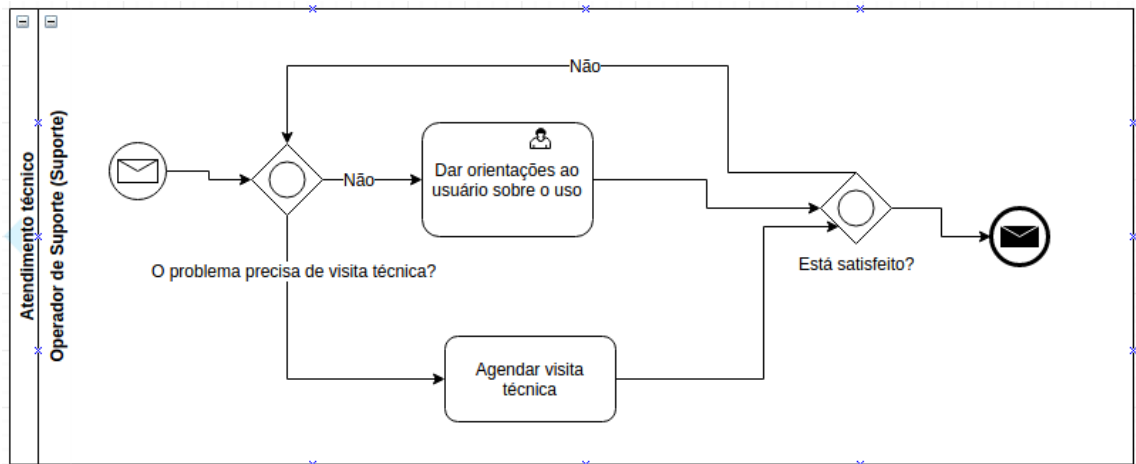 Atendimento técnico
Operador de Suporte (Suporte)
Não
Não
Dar orientações ao
usuário sobre o uso
O problema precisa de visita técnica?
Está satisfeito?
Agendar visita
técnica